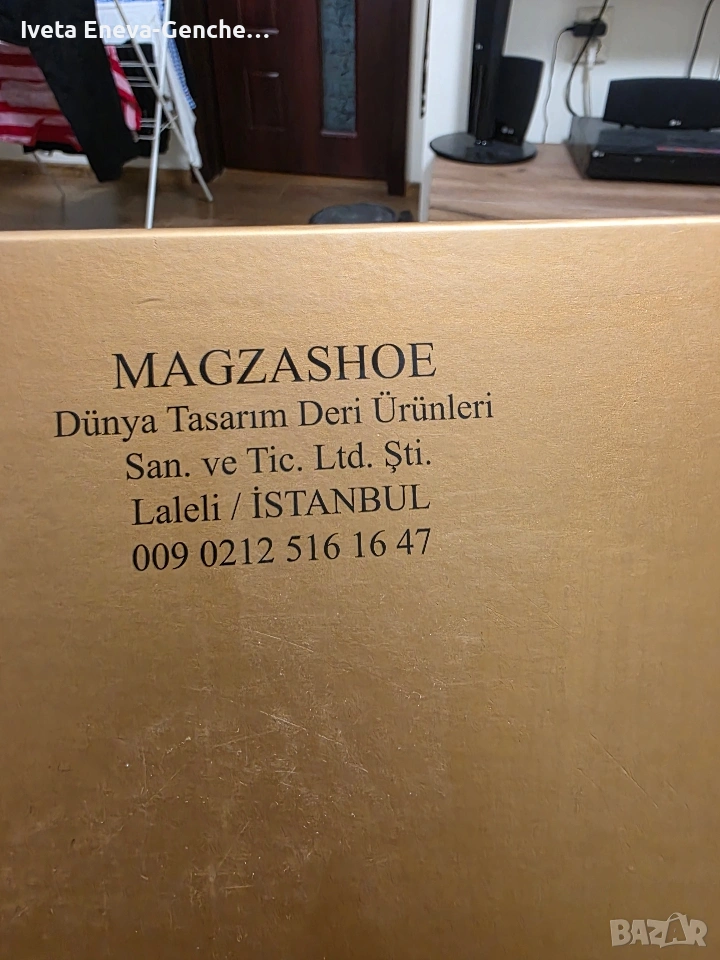 Iveta Eneva-Genche...
MAGZASHOE
Dünya Tasarım Deri Ürünleri
San. ve Tic. Ltd. Şti.
Laleli / İSTANBUL
009 0212 516 16 47
BAZAR